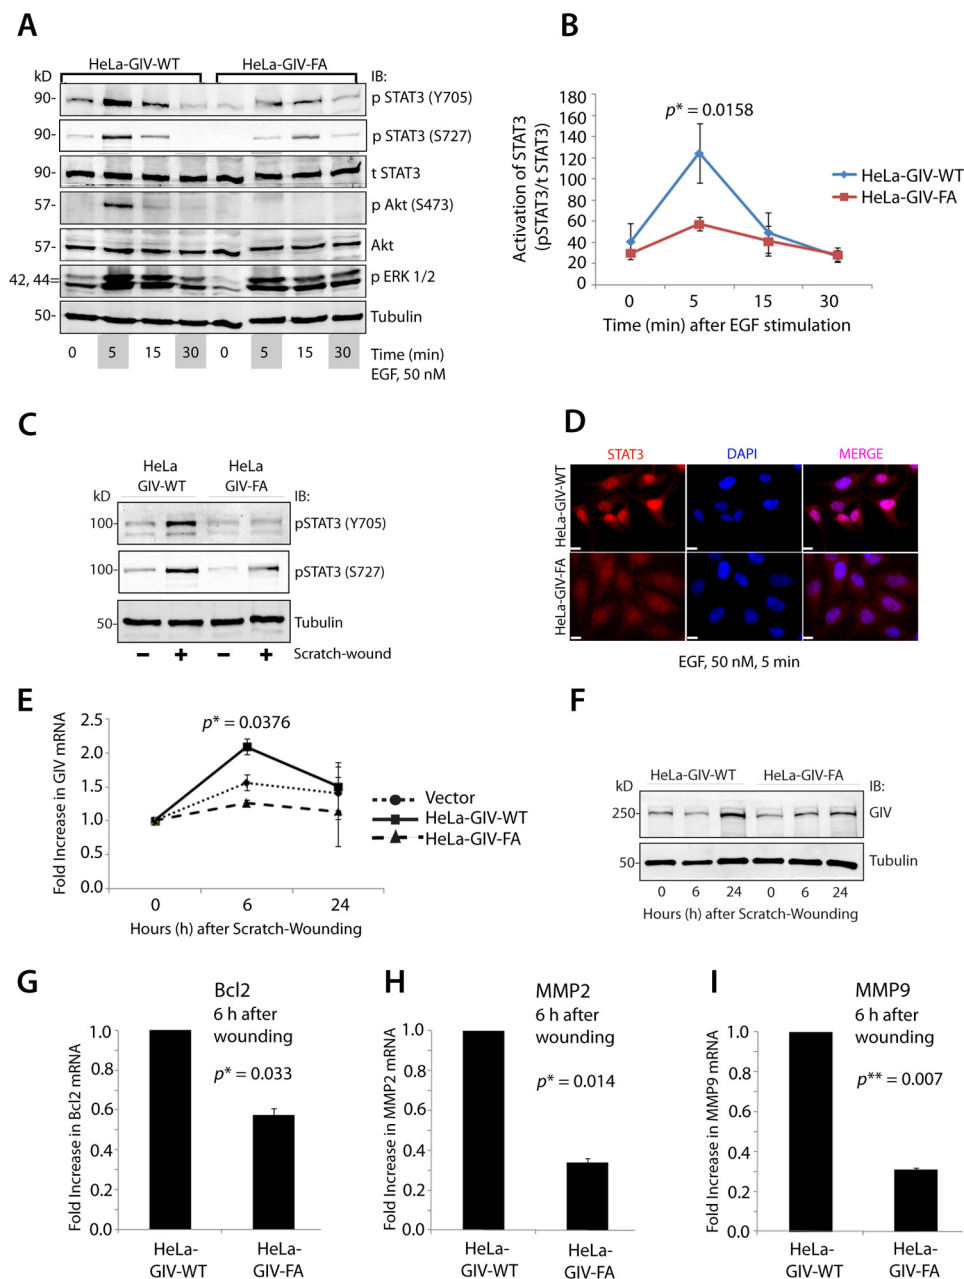 A
HeLa-GIV-WT HeLa-GIV-FA
kD IB:
90- p STAT3 (Y705)
90- p STAT3 (S727)
90- t STAT3
57- p Akt (S473)
57- Akt
42, 44= p ERK 1/2
50- Tubulin
0 5 15 30 0 5 15 30 Time (min)
EGF, 50 nM
B
Activation of STAT3
(pSTAT3/t STAT3)
180
160
140
120
100
80
60
40
20
0
p* = 0.0158
HeLa-GIV-WT
HeLa-GIV-FA
0 5 15 30
Time (min) after EGF stimulation
C
HeLa GIV-WT
HeLa GIV-FA
kD IB:
100- pSTAT3 (Y705)
100- pSTAT3 (S727)
50- Tubulin
− + − + Scratch-wound
D
STAT3 DAPI MERGE
HeLa-GIV-WT
HeLa-GIV-FA
EGF, 50 nM, 5 min
E
Fold Increase in GIV mRNA
2.5
2.0
1.5
1.0
0.5
0.0
p* = 0.0376
Vector
HeLa-GIV-WT
HeLa-GIV-FA
0 6 24
Hours (h) after Scratch-Wounding
F
HeLa-GIV-WT HeLa-GIV-FA
kD IB:
250- GIV
50- Tubulin
0 6 24 0 6 24
Hours (h) after Scratch-Wounding
G
Bcl2
6 h after
wounding
p* = 0.033
Fold Increase in Bcl2 mRNA
1.0
0.8
0.6
0.4
0.2
0.0
HeLa-
GIV-WT
HeLa-
GIV-FA
H
MMP2
6 h after
wounding
p* = 0.014
Fold Increase in MMP2 mRNA
1.0
0.8
0.6
0.4
0.2
0.0
HeLa-
GIV-WT
HeLa-
GIV-FA
I
MMP9
6 h after
wounding
p** = 0.007
Fold Increase in MMP9 mRNA
1.0
0.8
0.6
0.4
0.2
0.0
HeLa-
GIV-WT
HeLa-
GIV-FA